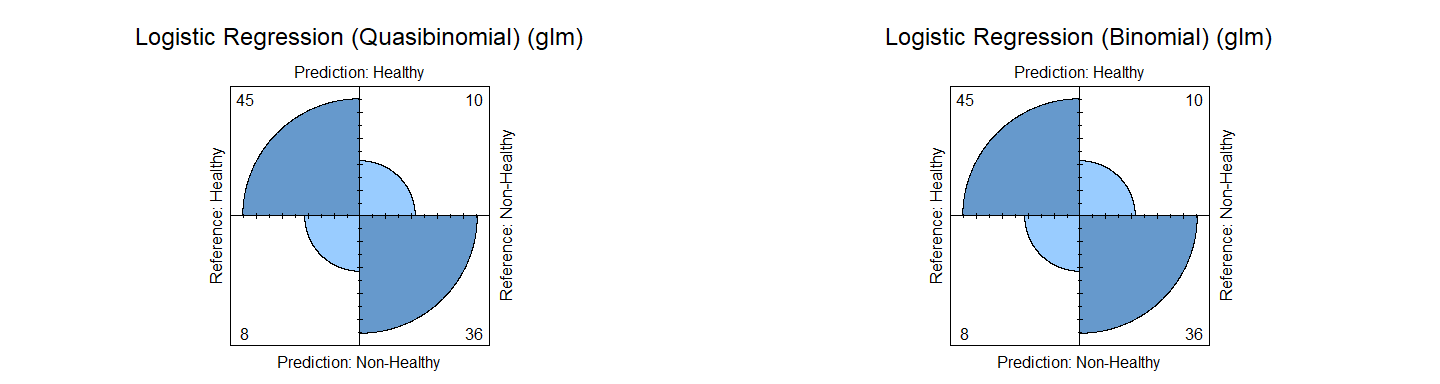 Logistic Regression (Quasibinomial) (glm)
Prediction: Healthy
45 10
Reference: Healthy
Reference: Non-Healthy
8 36
Prediction: Non-Healthy
Logistic Regression (Binomial) (glm)
Prediction: Healthy
45 10
Reference: Healthy
Reference: Non-Healthy
8 36
Prediction: Non-Healthy